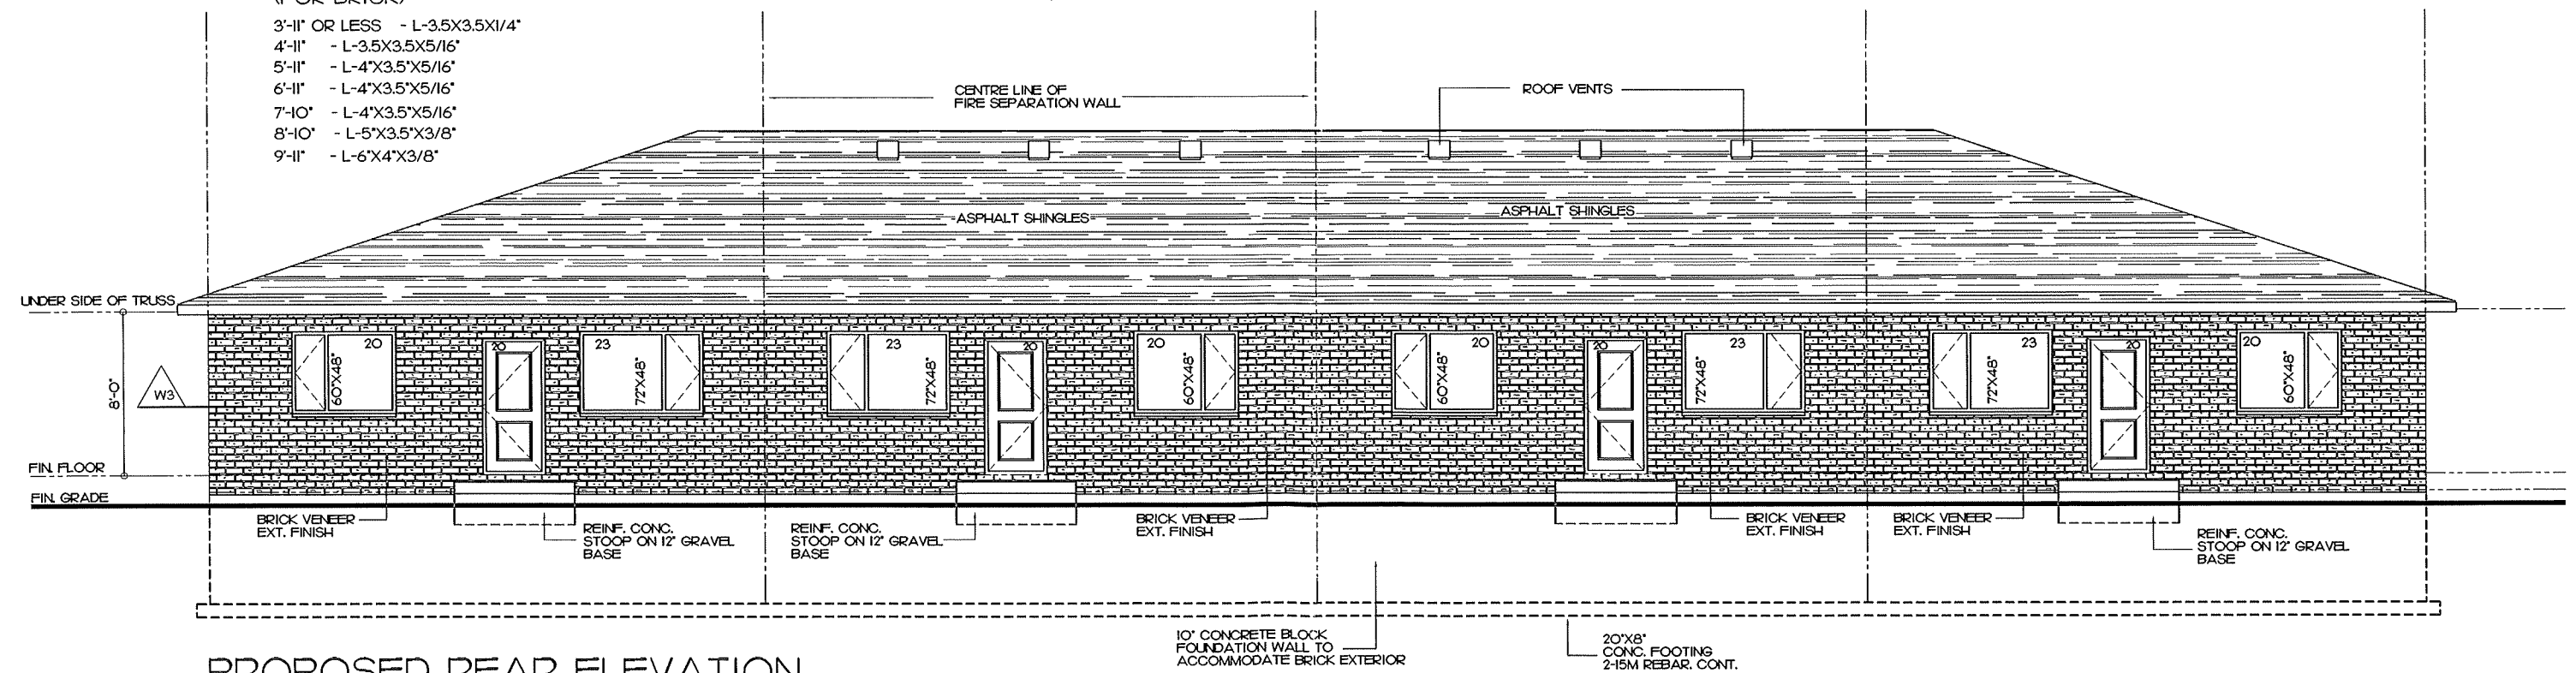 (FOR BRICK)
3'-11" OR LESS - L-3.5X3.5X1/4"
4'-11" - L-3.5X3.5X5/16"
5'-11" - L-4"X3.5"X5/16"
6'-11" - L-4"X3.5"X5/16"
7'-10" - L-4"X3.5"X5/16"
8'-10" - L-5"X3.5"X3/8"
9'-11" - L-6"X4"X3/8"
CENTRE LINE OF
FIRE SEPARATION WALL
ROOF VENTS
ASPHALT SHINGLES
ASPHALT SHINGLES
UNDER SIDE OF TRUSS
8'-0"
W3
FIN. FLOOR
FIN. GRADE
20
60"X48"
20
23
72"X48"
23
72"X48"
20
20
60"X48"
20
60"X48"
20
23
72"X48"
23
72"X48"
20
20
60"X48"
BRICK VENEER
EXT. FINISH
REINF. CONC.
STOOP ON 12" GRAVEL
BASE
REINF. CONC.
STOOP ON 12" GRAVEL
BASE
BRICK VENEER
EXT. FINISH
BRICK VENEER
EXT. FINISH
BRICK VENEER
EXT. FINISH
REINF. CONC.
STOOP ON 12" GRAVEL
BASE
10" CONCRETE BLOCK
FOUNDATION WALL TO
ACCOMMODATE BRICK EXTERIOR
20"X8"
CONC. FOOTING
2-15M REBAR. CONT.
PROPOSED REAR ELEVATION